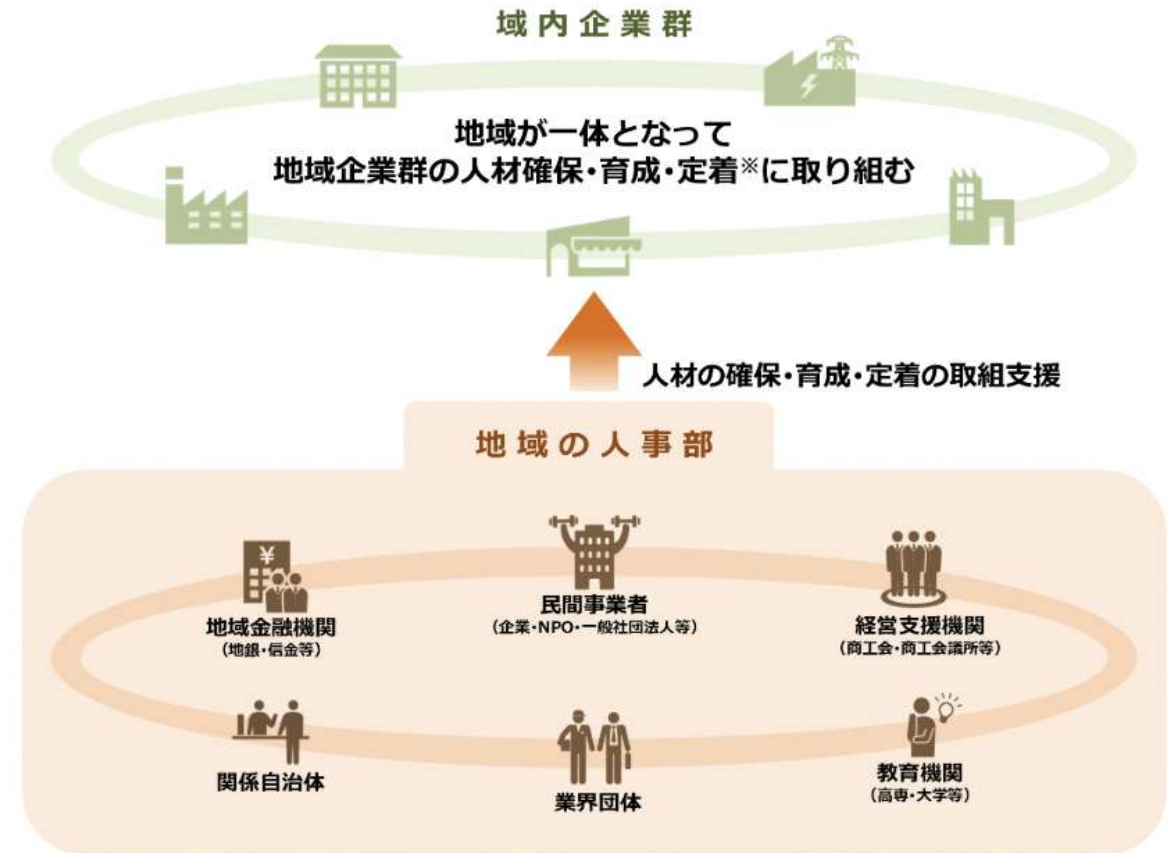 域内企業群
地域が一体となって
地域企業群の人材確保・育成・定着※に取り組む
人材の確保・育成・定着の取組支援
地域の人事部
¥
民間事業者
(企業・NPO・一般社団法人等)
地域金融機関
(地銀・信金等)
経営支援機関
(商工会・商工会議所等)
関係自治体
業界団体
教育機関
(高専・大学等)